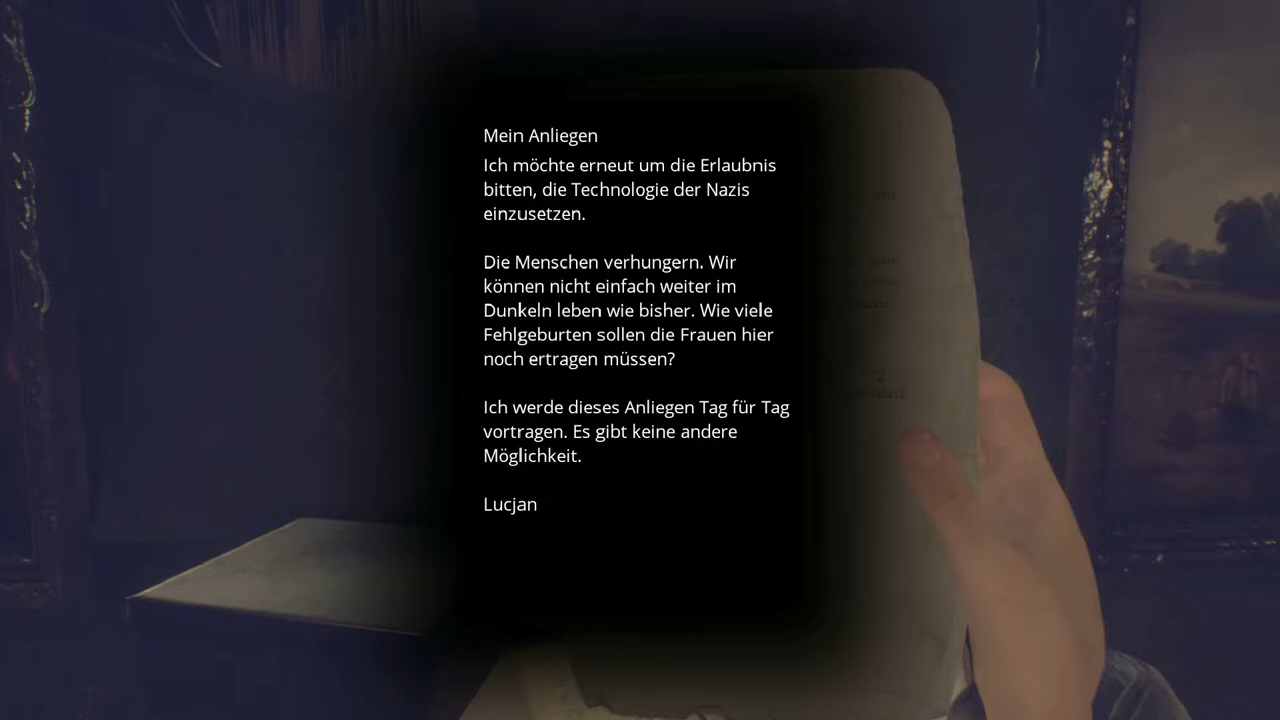 Mein Anliegen
Ich möchte erneut um die Erlaubnis
bitten, die Technologie der Nazis
einzusetzen.
Die Menschen verhungern. Wir
können nicht einfach weiter im
Dunkeln leben wie bisher. Wie viele
Fehlgeburten sollen die Frauen hier
noch ertragen müssen?
Ich werde dieses Anliegen Tag für Tag
vortragen. Es gibt keine andere
Möglichkeit.
Lucjan